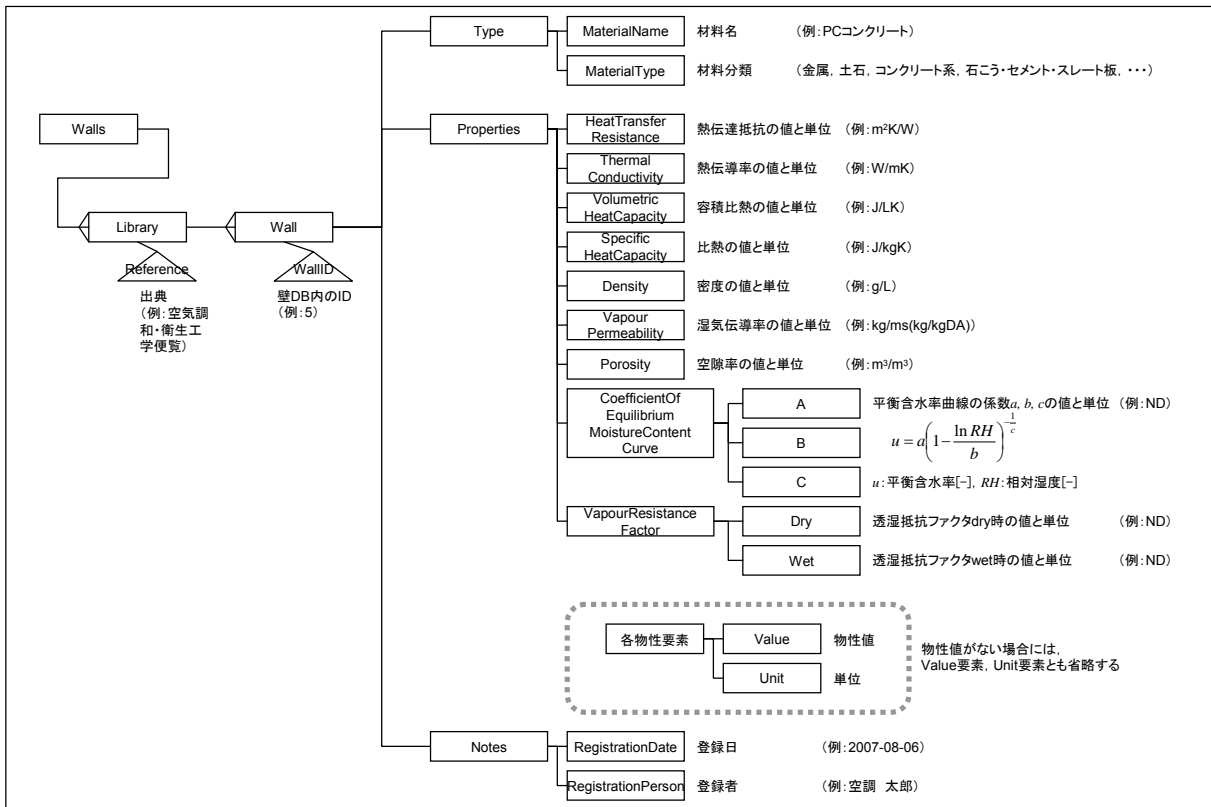 Type
MaterialName 材料名 (例:PCコンクリート)
MaterialType 材料分類 (金属, 土石, コンクリート系, 石こう・セメント・スレート板, ・・・)
Walls
Properties
HeatTransfer
Resistance
熱伝達抵抗の値と単位 (例:m²K/W)
Thermal
Conductivity
熱伝導率の値と単位 (例:W/mK)
Library
Wall
Volumetric
HeatCapacity
容積比熱の値と単位 (例:J/LK)
Specific
HeatCapacity
比熱の値と単位 (例:J/kgK)
Reference
WallID
出典
(例:空気調
和・衛生工
学便覧)
壁DB内のID
(例:5)
Density 密度の値と単位 (例:g/L)
Vapour
Permeability
湿気伝導率の値と単位 (例:kg/ms(kg/kgDA))
Porosity 空隙率の値と単位 (例:m³/m³)
CoefficientOf
Equilibrium
MoistureContent
Curve
A 平衡含水率曲線の係数a, b, cの値と単位 (例:ND)
B u = a(1 − ln RH / b)^(−1/c)
C u:平衡含水率[−], RH:相対湿度[−]
VapourResistance
Factor
Dry 透湿抵抗ファクタdry時の値と単位 (例:ND)
Wet 透湿抵抗ファクタwet時の値と単位 (例:ND)
各物性要素 Value 物性値
Unit 単位
物性値がない場合には,
Value要素, Unit要素とも省略する
Notes
RegistrationDate 登録日 (例:2007-08-06)
RegistrationPerson 登録者 (例:空調 太郎)